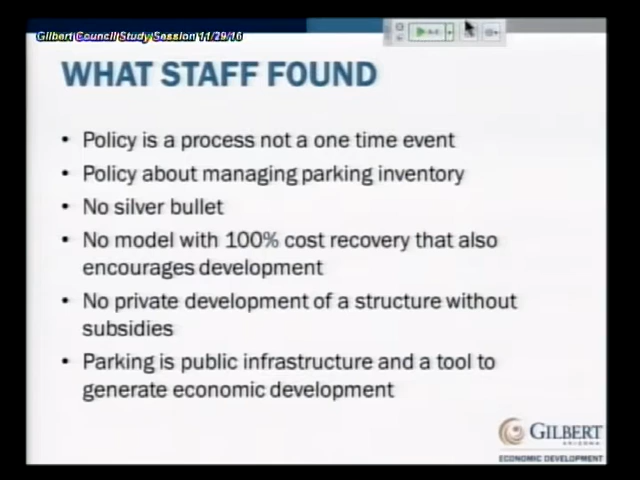 Gilbert Council Study Session 11/29/16
WHAT STAFF FOUND
• Policy is a process not a one time event
• Policy about managing parking inventory
• No silver bullet
• No model with 100% cost recovery that also
encourages development
• No private development of a structure without
subsidies
• Parking is public infrastructure and a tool to
generate economic development
GILBERT
ARIZONA
ECONOMIC DEVELOPMENT